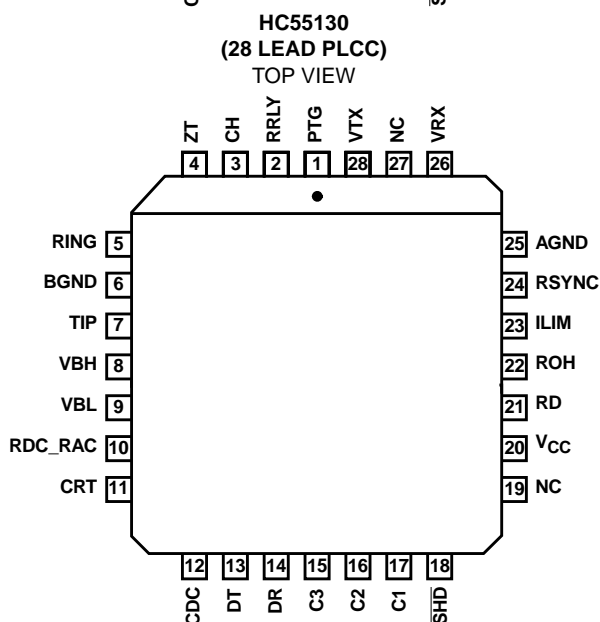 HC55130
(28 LEAD PLCC)
TOP VIEW
ZT
CH
RRLY
PTG
VTX
NC
VRX
4
3
2
1
28
27
26
RING 5
BGND 6
TIP 7
VBH 8
VBL 9
RDC_RAC 10
CRT 11
25 AGND
24 RSYNC
23 ILIM
22 ROH
21 RD
20 VCC
19 NC
12
13
14
15
16
17
18
CDC
DT
DR
C3
C2
C1
SHD